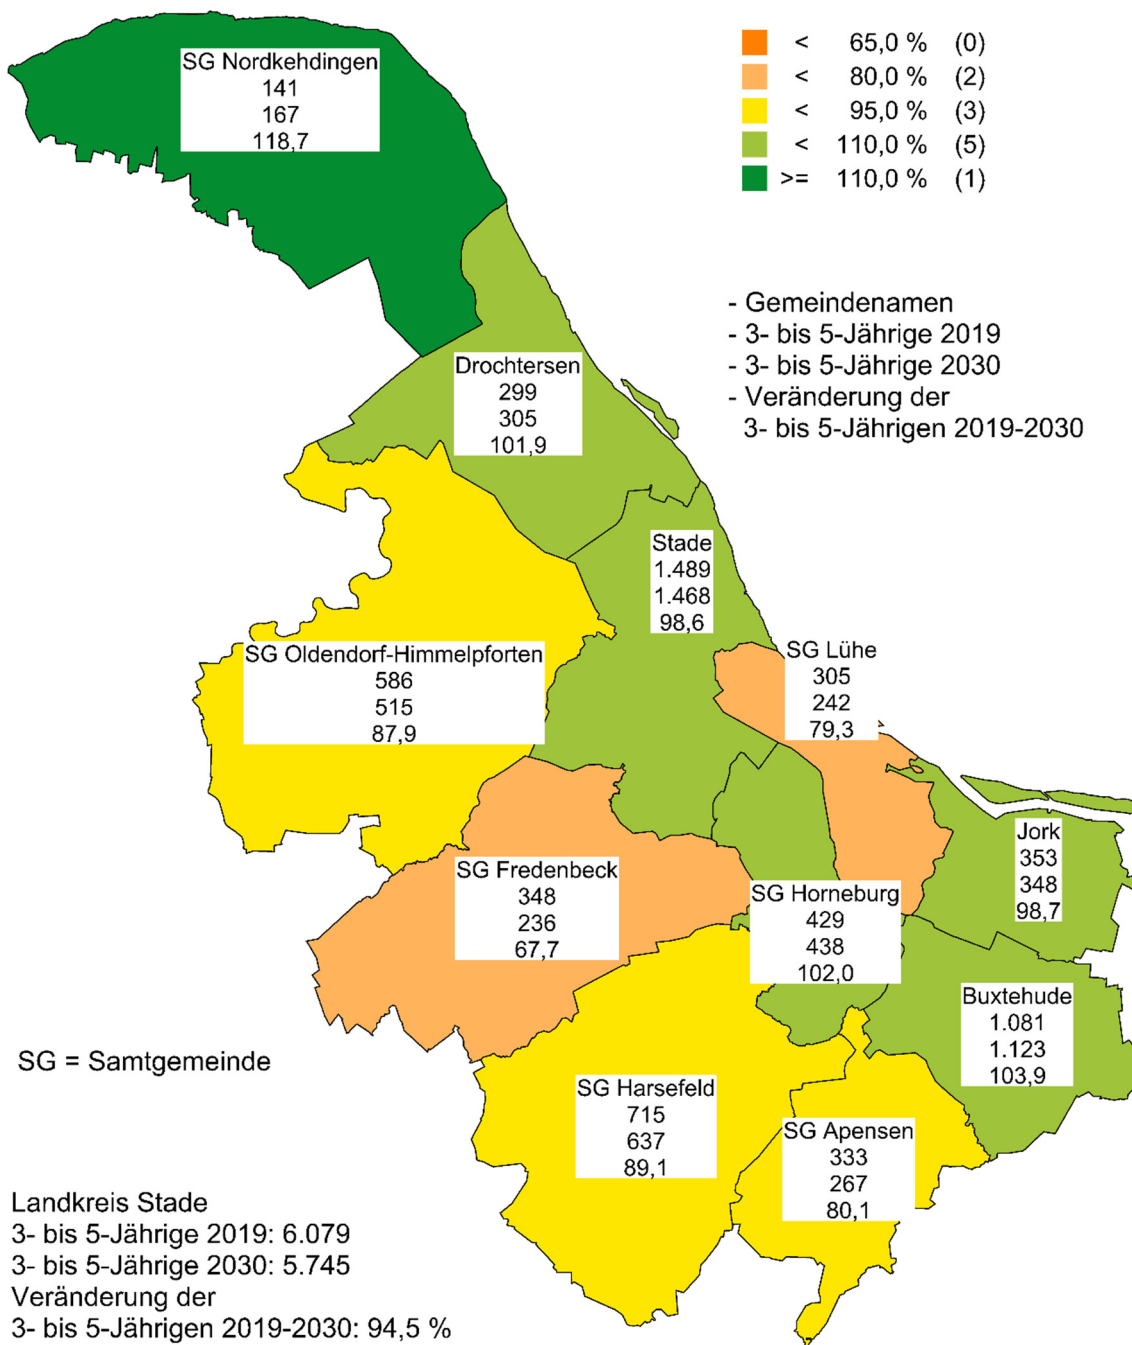 < 65,0 % (0)
< 80,0 % (2)
< 95,0 % (3)
< 110,0 % (5)
>= 110,0 % (1)
- Gemeindenamen
- 3- bis 5-Jährige 2019
- 3- bis 5-Jährige 2030
- Veränderung der
3- bis 5-Jährigen 2019-2030
SG Nordkehdingen
141
167
118,7
Drochtersen
299
305
101,9
Stade
1.489
1.468
98,6
SG Oldendorf-Himmelpforten
586
515
87,9
SG Lühe
305
242
79,3
Jork
353
348
98,7
SG Fredenbeck
348
236
67,7
SG Horneburg
429
438
102,0
Buxtehude
1.081
1.123
103,9
SG Harsefeld
715
637
89,1
SG Apensen
333
267
80,1
SG = Samtgemeinde
Landkreis Stade
3- bis 5-Jährige 2019: 6.079
3- bis 5-Jährige 2030: 5.745
Veränderung der
3- bis 5-Jährigen 2019-2030: 94,5 %